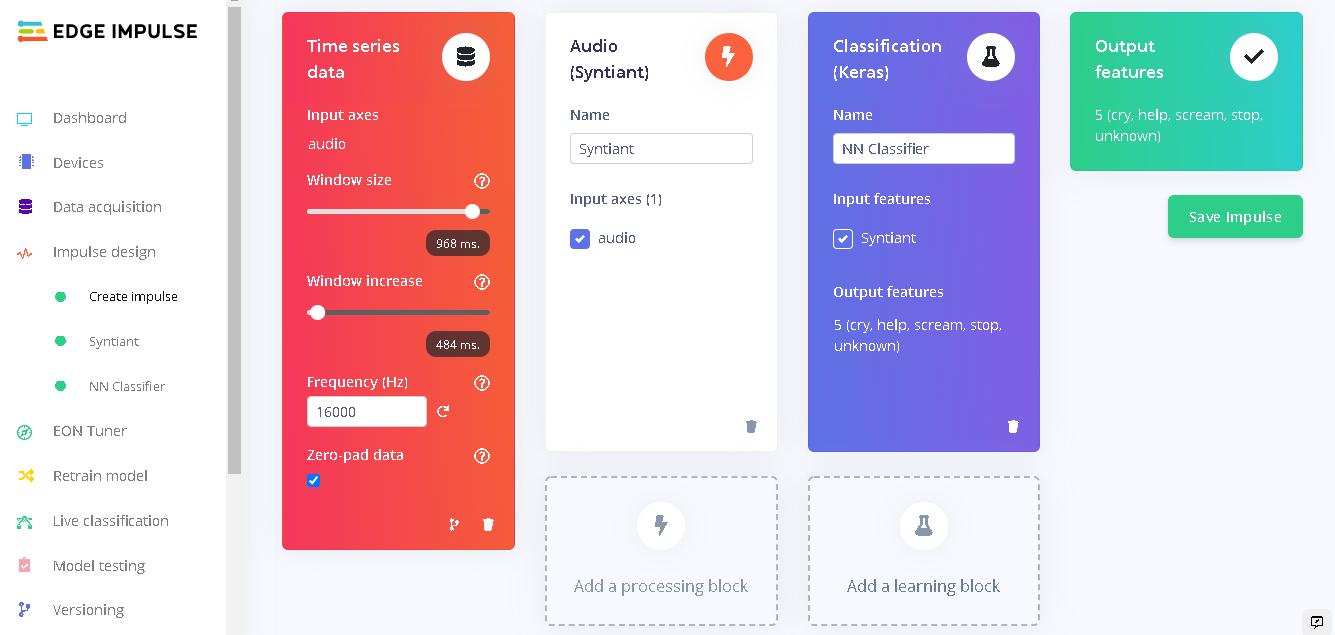 EDGE IMPULSE
Dashboard
Devices
Data acquisition
Impulse design
Create impulse
Syntiant
NN Classifier
EON Tuner
Retrain model
Live classification
Model testing
Versioning
Time series
data
Input axes
audio
Window size
968 ms.
Window increase
484 ms.
Frequency (Hz)
16000
Zero-pad data
Audio
(Syntiant)
Name
Syntiant
Input axes (1)
audio
Add a processing block
Classification
(Keras)
Name
NN Classifier
Input features
Syntiant
Output features
5 (cry, help, scream, stop,
unknown)
Add a learning block
Output
features
5 (cry, help, scream, stop,
unknown)
Save Impulse